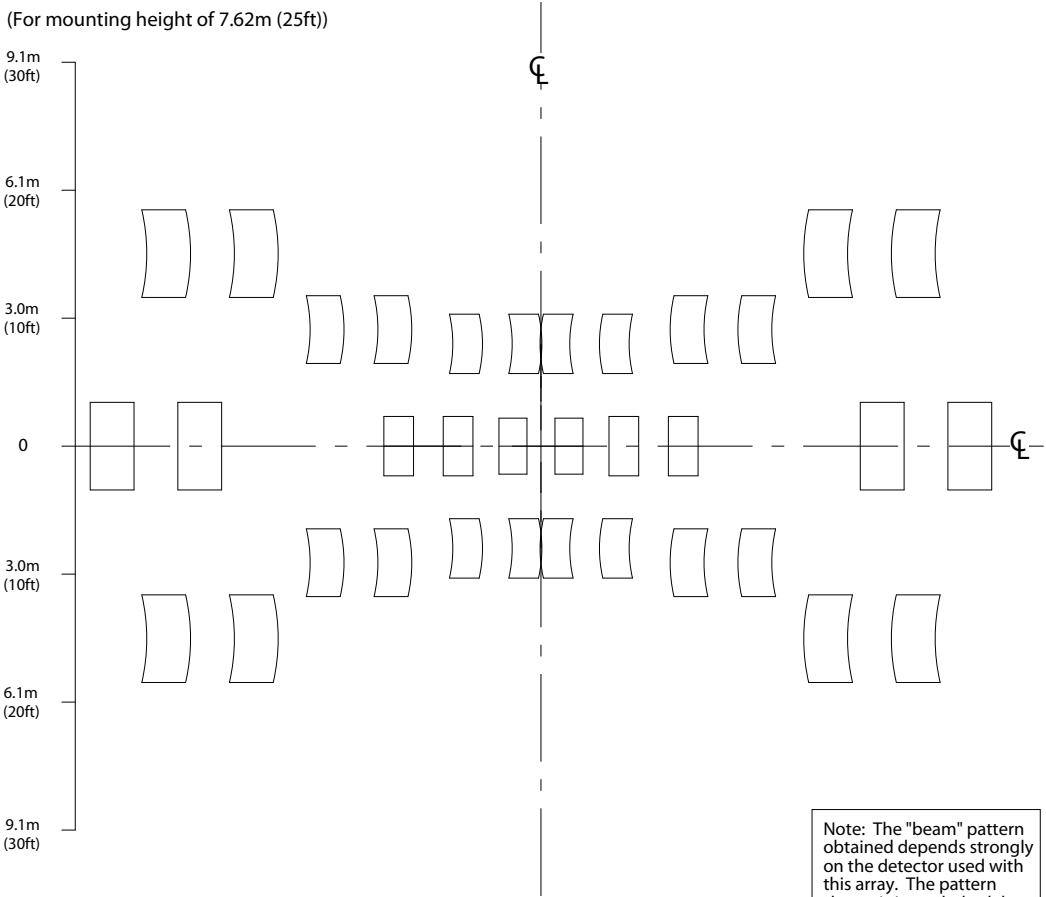 (For mounting height of 7.62m (25ft))
℄
9.1m
(30ft)
6.1m
(20ft)
3.0m
(10ft)
0
℄
3.0m
(10ft)
6.1m
(20ft)
9.1m
(30ft)
Note: The "beam" pattern
obtained depends strongly
on the detector used with
this array. The pattern